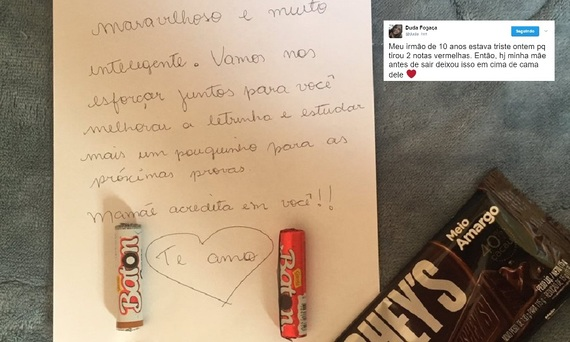 maravilhoso e muito
inteligente. Vamos nos
esforçar juntos para você
melhorar a letrinha e estudar
mais um pouquinho para as
próximas provas
Mamãe acredita em você!!
Te amo
Baton
Baton
Meio
Amargo
40
HEY'S
Duda Fogaça
Seguindo
Meu irmão de 10 anos estava triste ontem pq
tirou 2 notas vermelhas. Então, hj minha mãe
antes de sair deixou isso em cima de cama
dele ❤